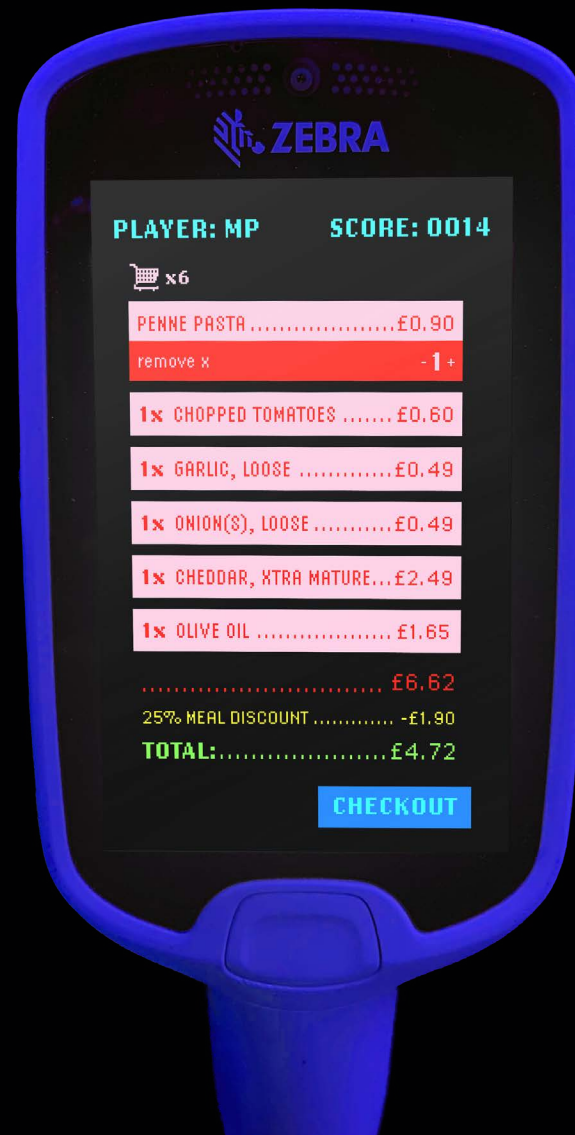 ZEBRA
PLAYER: MP SCORE: 0014
x6
PENNE PASTA ....................£0.90
remove x - 1 +
1x CHOPPED TOMATOES .......£0.60
1x GARLIC, LOOSE .............£0.49
1x ONION(S), LOOSE ...........£0.49
1x CHEDDAR, XTRA MATURE...£2.49
1x OLIVE OIL ................... £1.65
............................. £6.62
25% MEAL DISCOUNT ............. -£1.90
TOTAL:.......................£4.72
CHECKOUT